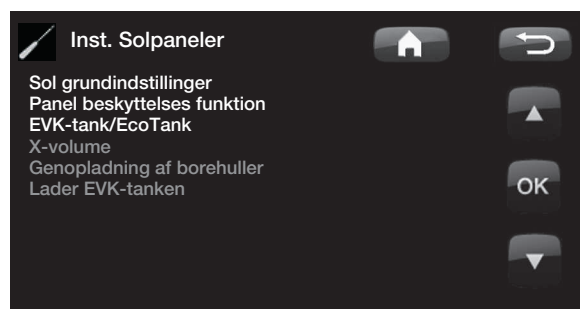 Inst. Solpaneler
Sol grundindstillinger
Panel beskyttelses funktion
EVK-tank/EcoTank
X-volume
Genopladning af borehuller
Lader EVK-tanken
OK